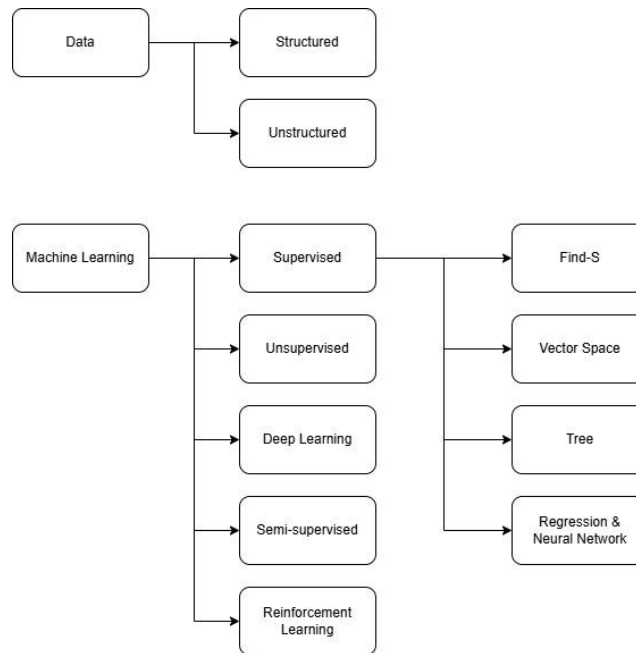 Data
Structured
Unstructured
Machine Learning
Supervised
Find-S
Unsupervised
Vector Space
Deep Learning
Tree
Semi-supervised
Regression &
Neural Network
Reinforcement
Learning